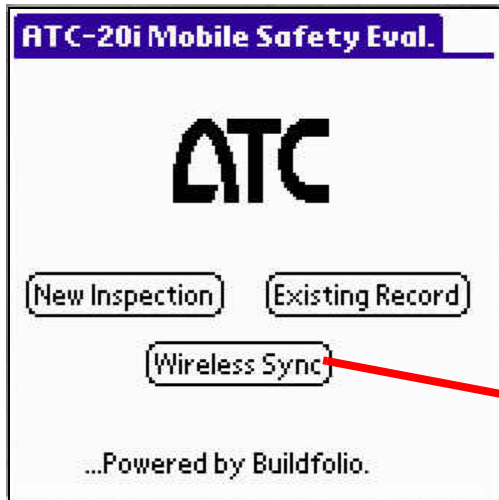 ATC-20i Mobile Safety Eval.
ATC
New Inspection Existing Record
Wireless Sync
...Powered by Buildfolio.